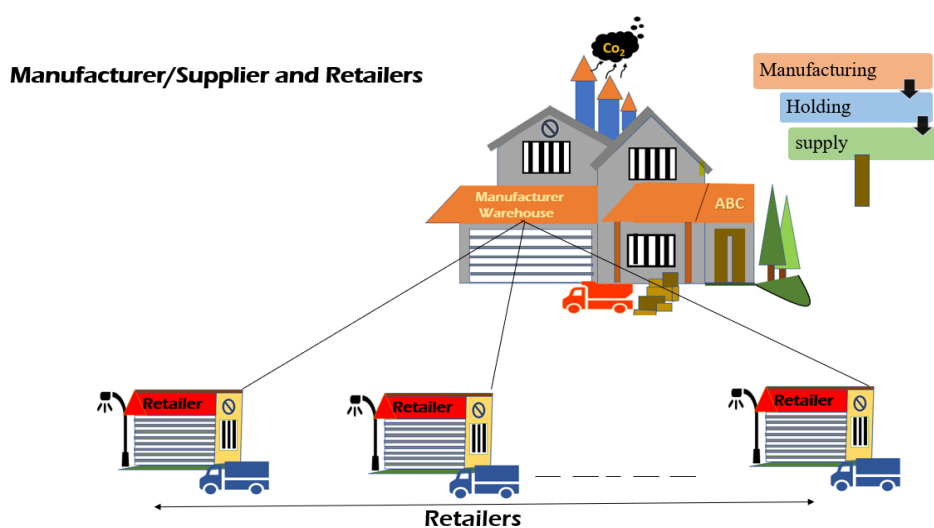 Manufacturer/Supplier and Retailers
Co₂
Manufacturing
Holding
supply
Manufacturer
Warehouse
ABC
Retailer
Retailer
Retailer
Retailers